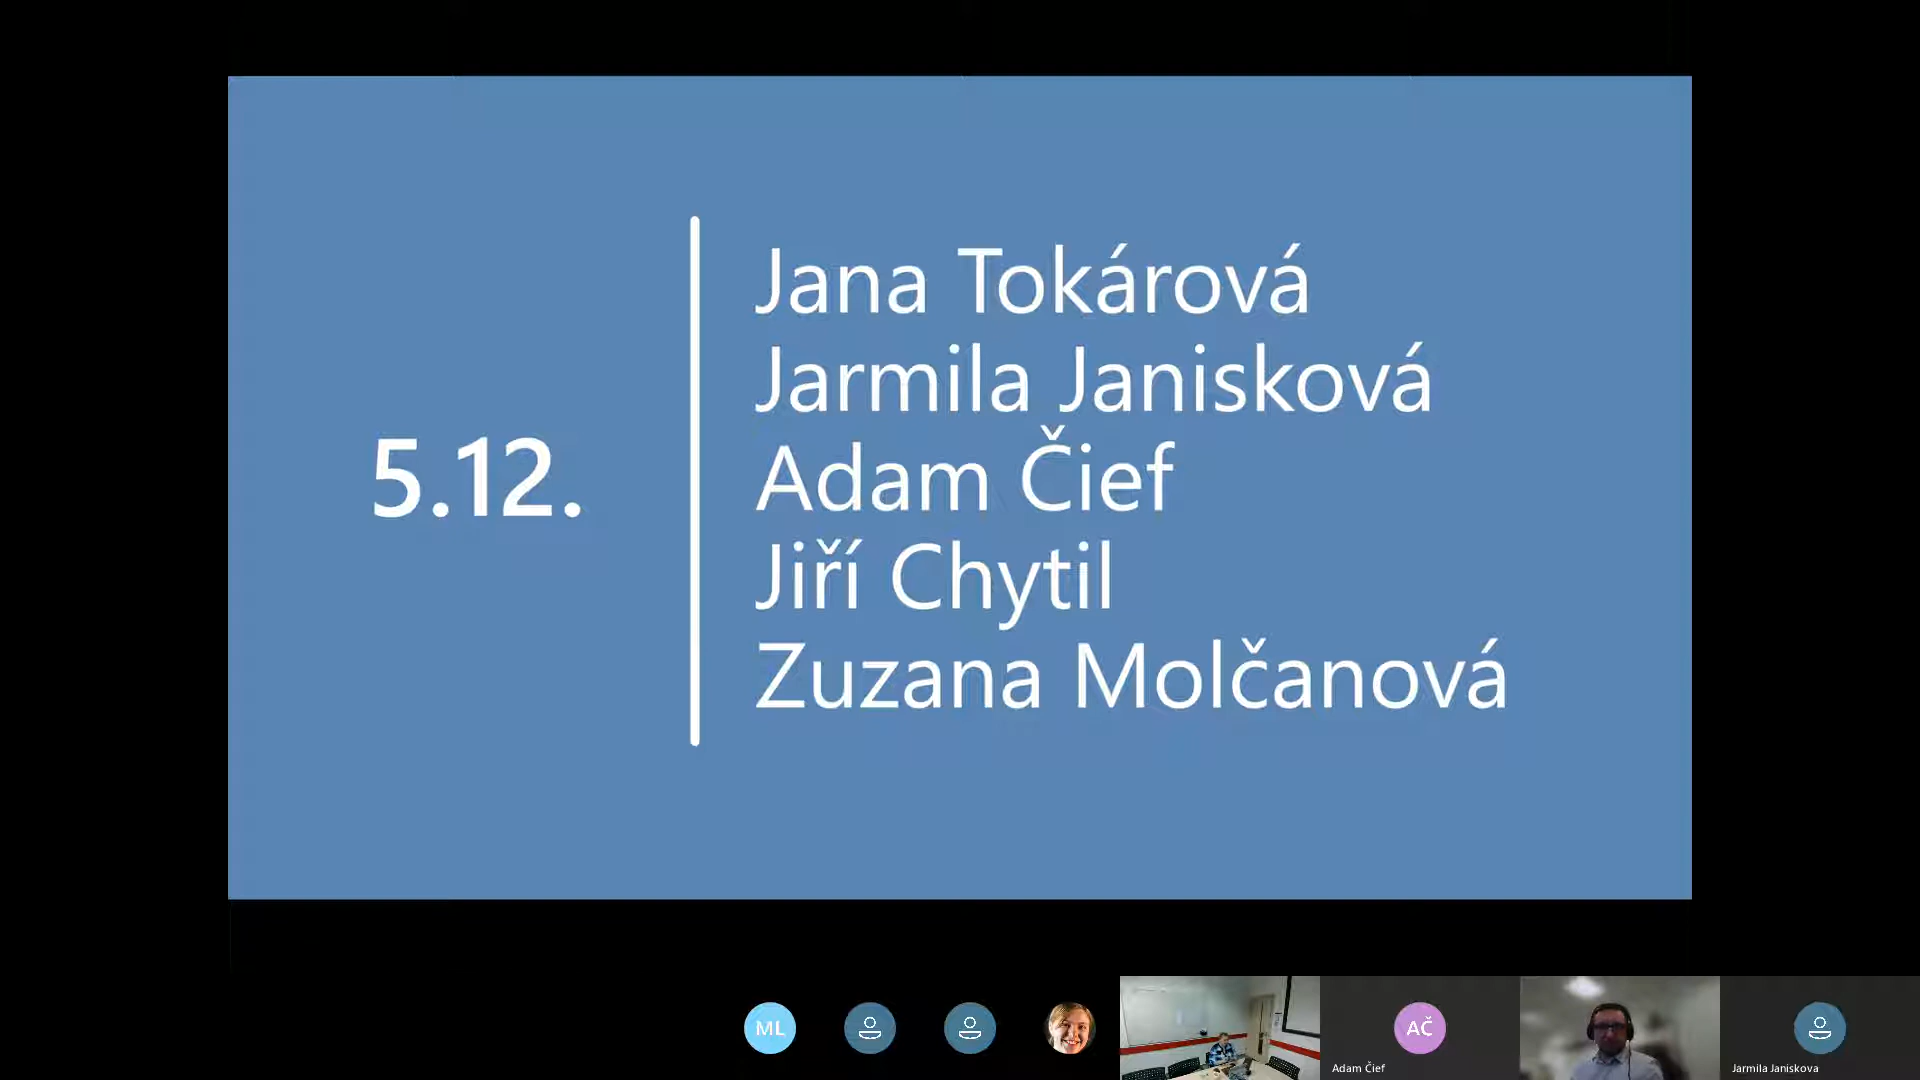 5.12.
Jana Tokárová
Jarmila Janisková
Adam Čief
Jiří Chytil
Zuzana Molčanová
ML
AČ
Adam Čief
Jarmila Janiskova